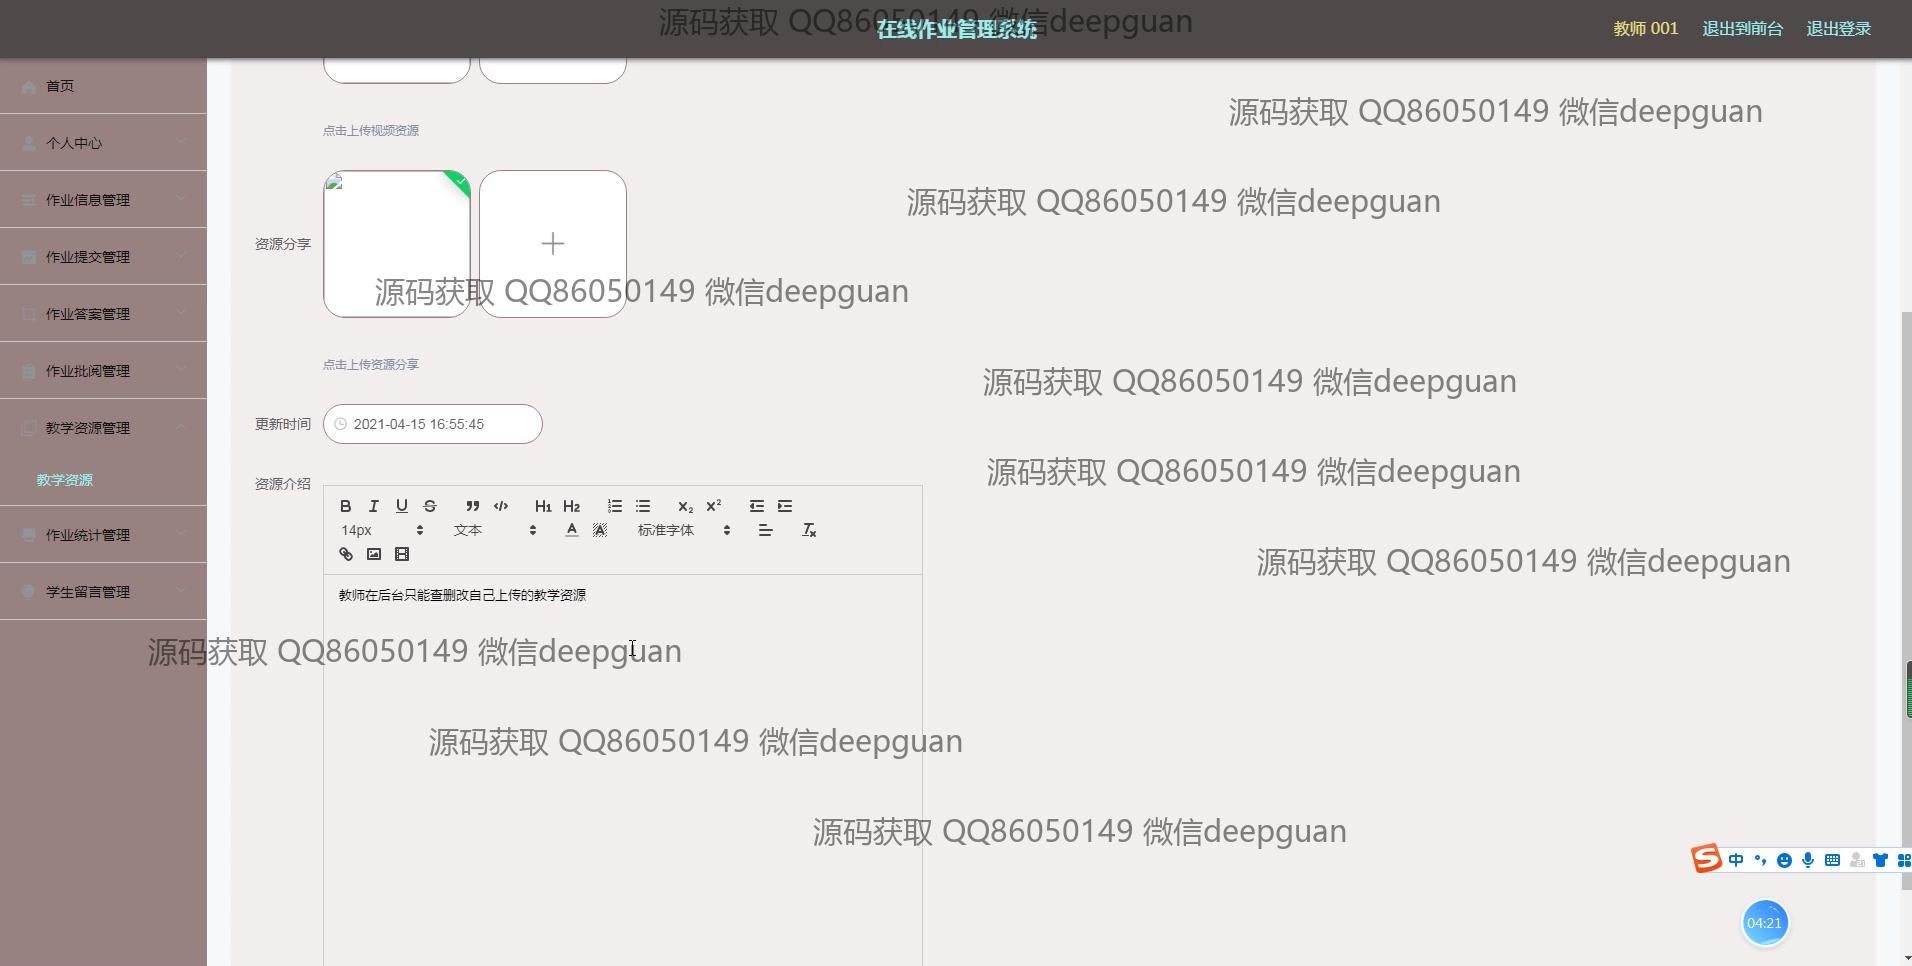 源码获取 QQ86050149 微信deepguan
在线作业管理系统
教师 001
退出到前台
退出登录
首页
个人中心
作业信息管理
作业提交管理
作业答案管理
作业批阅管理
教学资源管理
教学资源
作业统计管理
学生留言管理
源码获取 QQ86050149 微信deepguan
点击上传视频资源
源码获取 QQ86050149 微信deepguan
资源分享
源码获取 QQ86050149 微信deepguan
点击上传资源分享
源码获取 QQ86050149 微信deepguan
更新时间
2021-04-15 16:55:45
源码获取 QQ86050149 微信deepguan
资源介绍
B I U S H1 H2 X2 X2
14px 文本 A A 标准字体 Tx
源码获取 QQ86050149 微信deepguan
教师在后台只能查删改自己上传的教学资源
源码获取 QQ86050149 微信deepguan
源码获取 QQ86050149 微信deepguan
源码获取 QQ86050149 微信deepguan
S 中
04:21